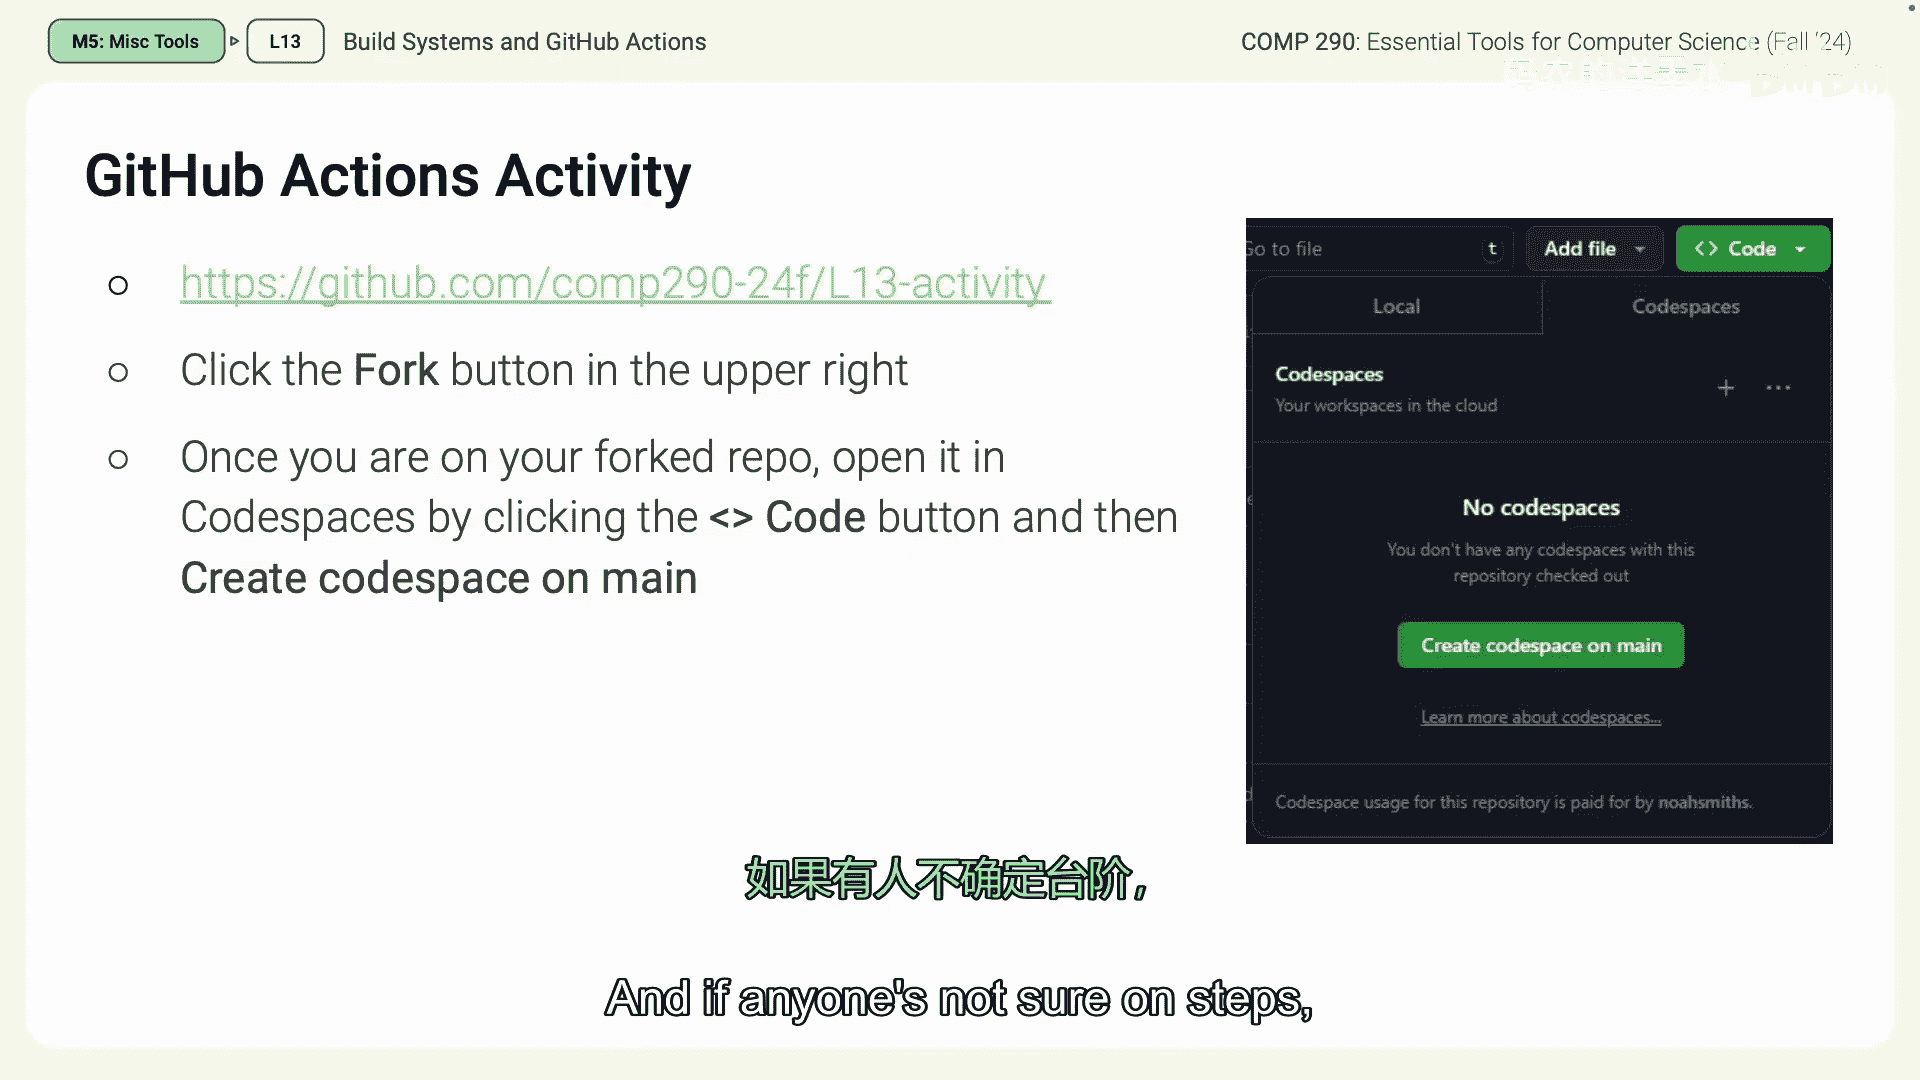 M5: Misc Tools
L13
Build Systems and GitHub Actions
COMP 290: Essential Tools for Computer Science (Fall '24)
GitHub Actions Activity
https://github.com/comp290-24f/L13-activity
Click the Fork button in the upper right
Once you are on your forked repo, open it in
Codespaces by clicking the <> Code button and then
Create codespace on main
Go to file
t
Add file
<> Code
Local
Codespaces
Codespaces
Your workspaces in the cloud
No codespaces
You don't have any codespaces with this
repository checked out
Create codespace on main
Learn more about codespaces...
Codespace usage for this repository is paid for by noahsmiths.
如果有人不确定台阶,
And if anyone's not sure on steps,